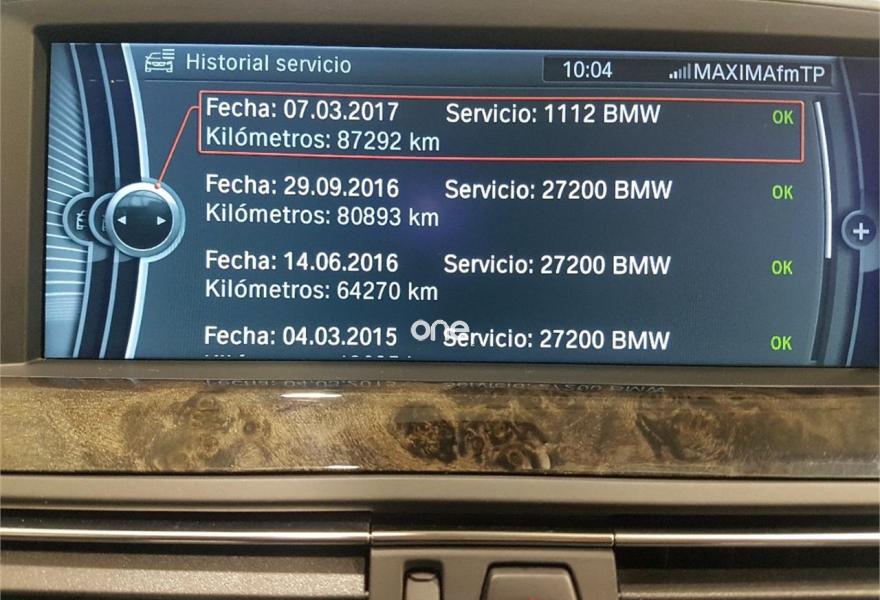 Historial servicio 10:04 MAXIMAfmTP
Fecha: 07.03.2017 Servicio: 1112 BMW OK
Kilómetros: 87292 km
Fecha: 29.09.2016 Servicio: 27200 BMW OK
Kilómetros: 80893 km
Fecha: 14.06.2016 Servicio: 27200 BMW OK
Kilómetros: 64270 km
Fecha: 04.03.2015 one Servicio: 27200 BMW OK